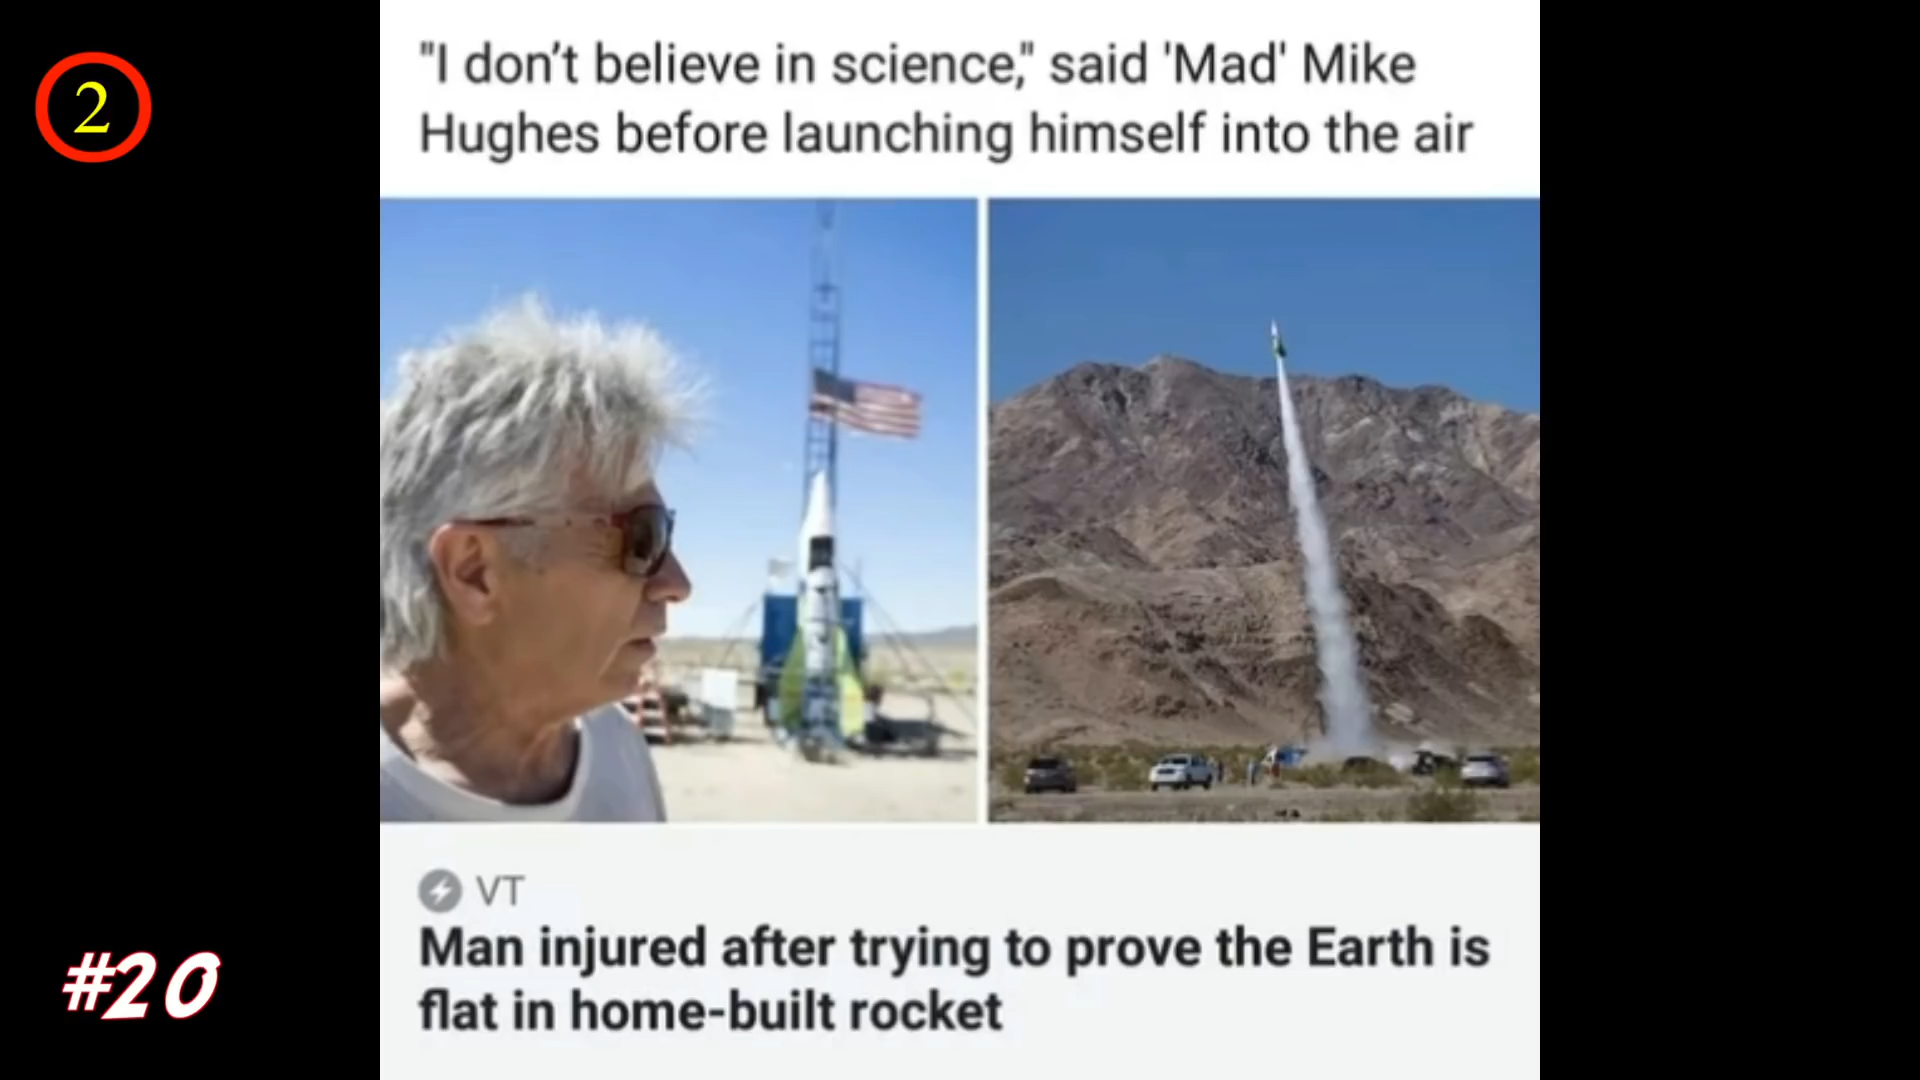 2
"I don’t believe in science," said 'Mad' Mike
Hughes before launching himself into the air
VT
Man injured after trying to prove the Earth is
flat in home-built rocket
#20